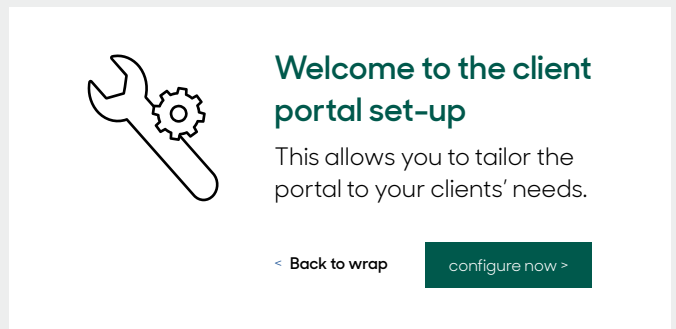 Welcome to the client
portal set-up
This allows you to tailor the
portal to your clients’ needs.
< Back to wrap
configure now >